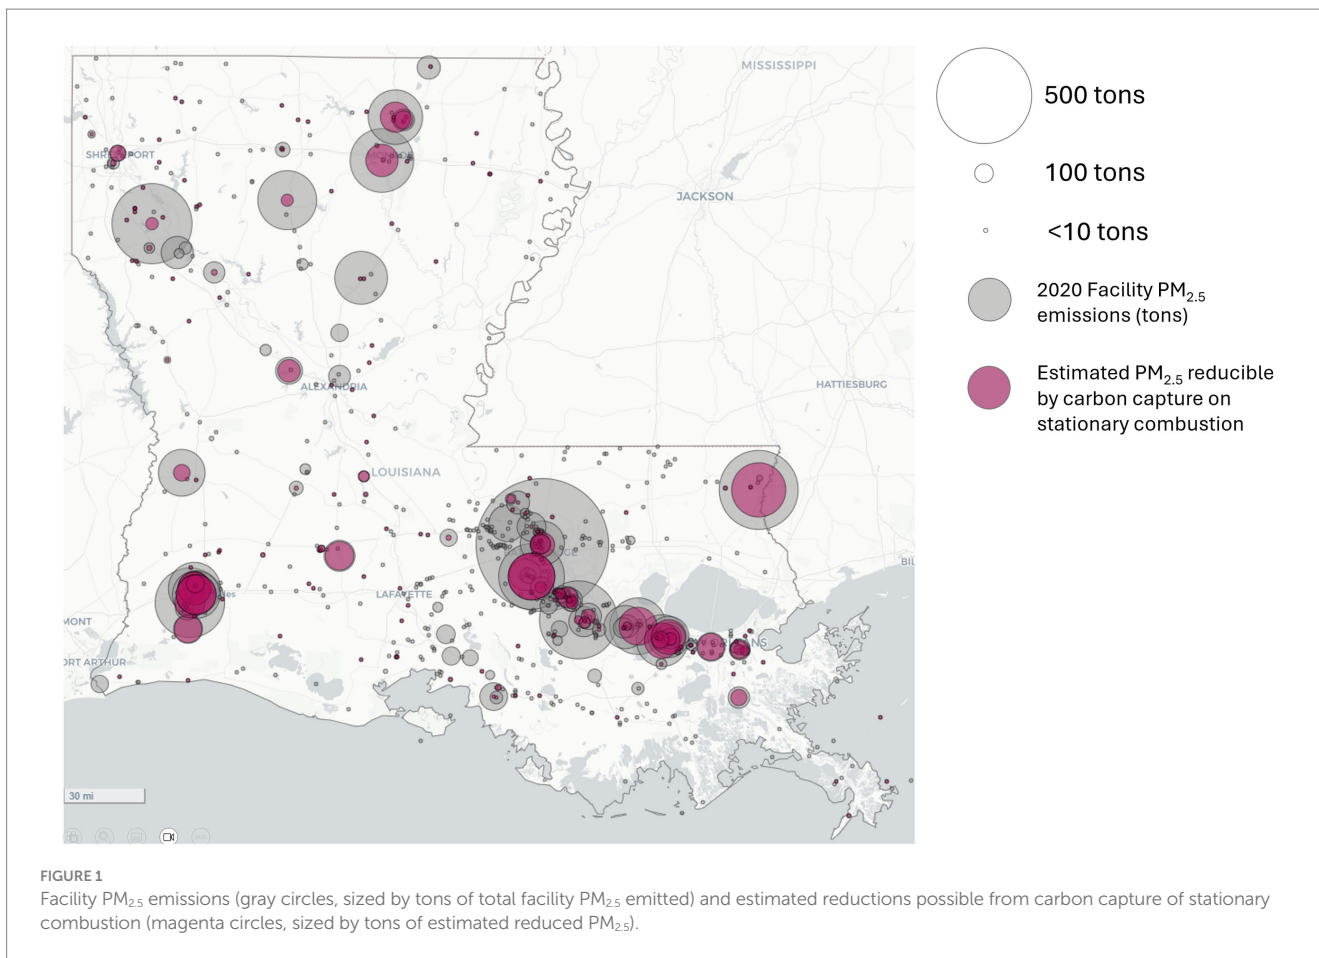 MISSISSIPPI
JACKSON
HATTIESBURG
ALEXANDRIA
LOUISIANA
LAFAYETTE
MONT
ORT ARTHUR
BIL
30 mi
500 tons
100 tons
<10 tons
2020 Facility PM2.5
emissions (tons)
Estimated PM2.5 reducible
by carbon capture on
stationary combustion
FIGURE 1
Facility PM2.5 emissions (gray circles, sized by tons of total facility PM2.5 emitted) and estimated reductions possible from carbon capture of stationary
combustion (magenta circles, sized by tons of estimated reduced PM2.5).